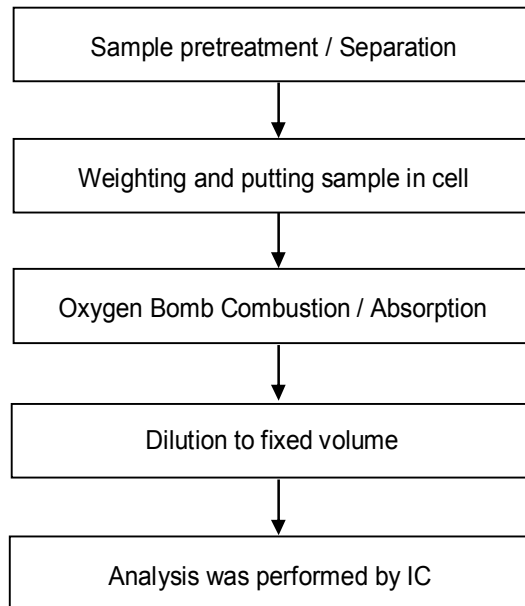 Sample pretreatment / Separation
Weighting and putting sample in cell
Oxygen Bomb Combustion / Absorption
Dilution to fixed volume
Analysis was performed by IC